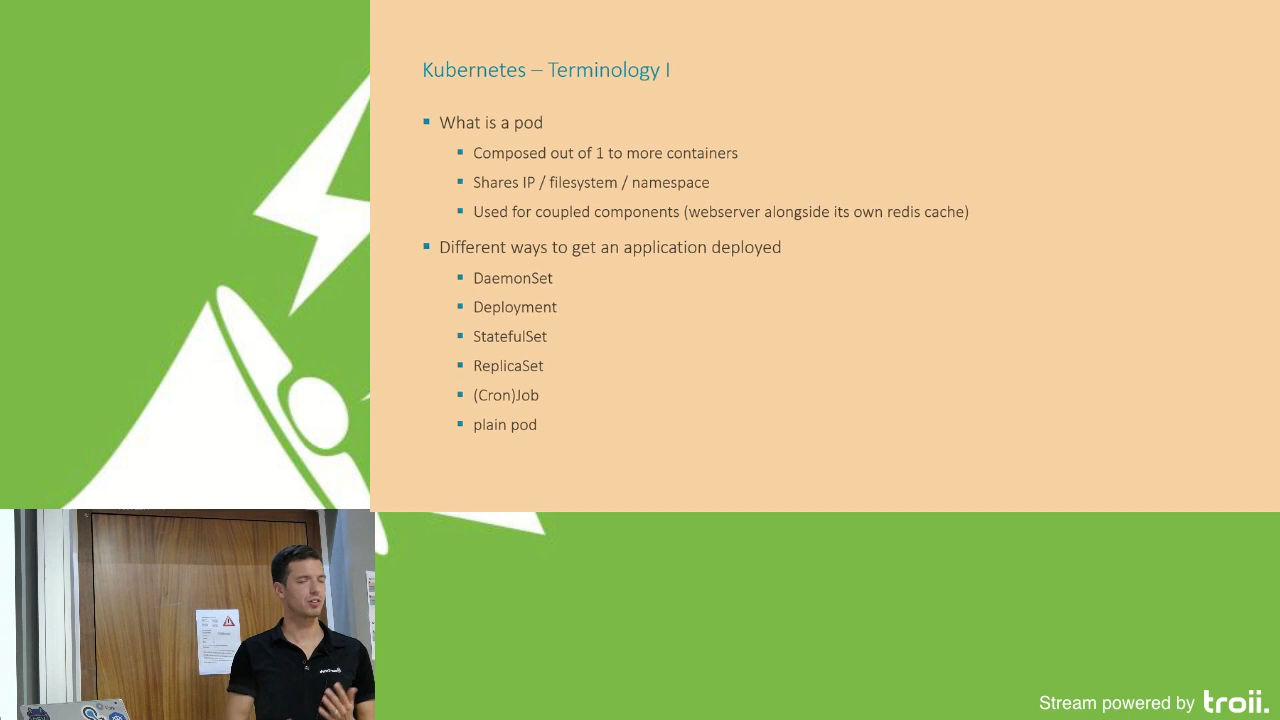 Kubernetes – Terminology I
What is a pod
Composed out of 1 to more containers
Shares IP / filesystem / namespace
Used for coupled components (webserver alongside its own redis cache)
Different ways to get an application deployed
DaemonSet
Deployment
StatefulSet
ReplicaSet
(Cron)Job
plain pod
Stream powered by troii.